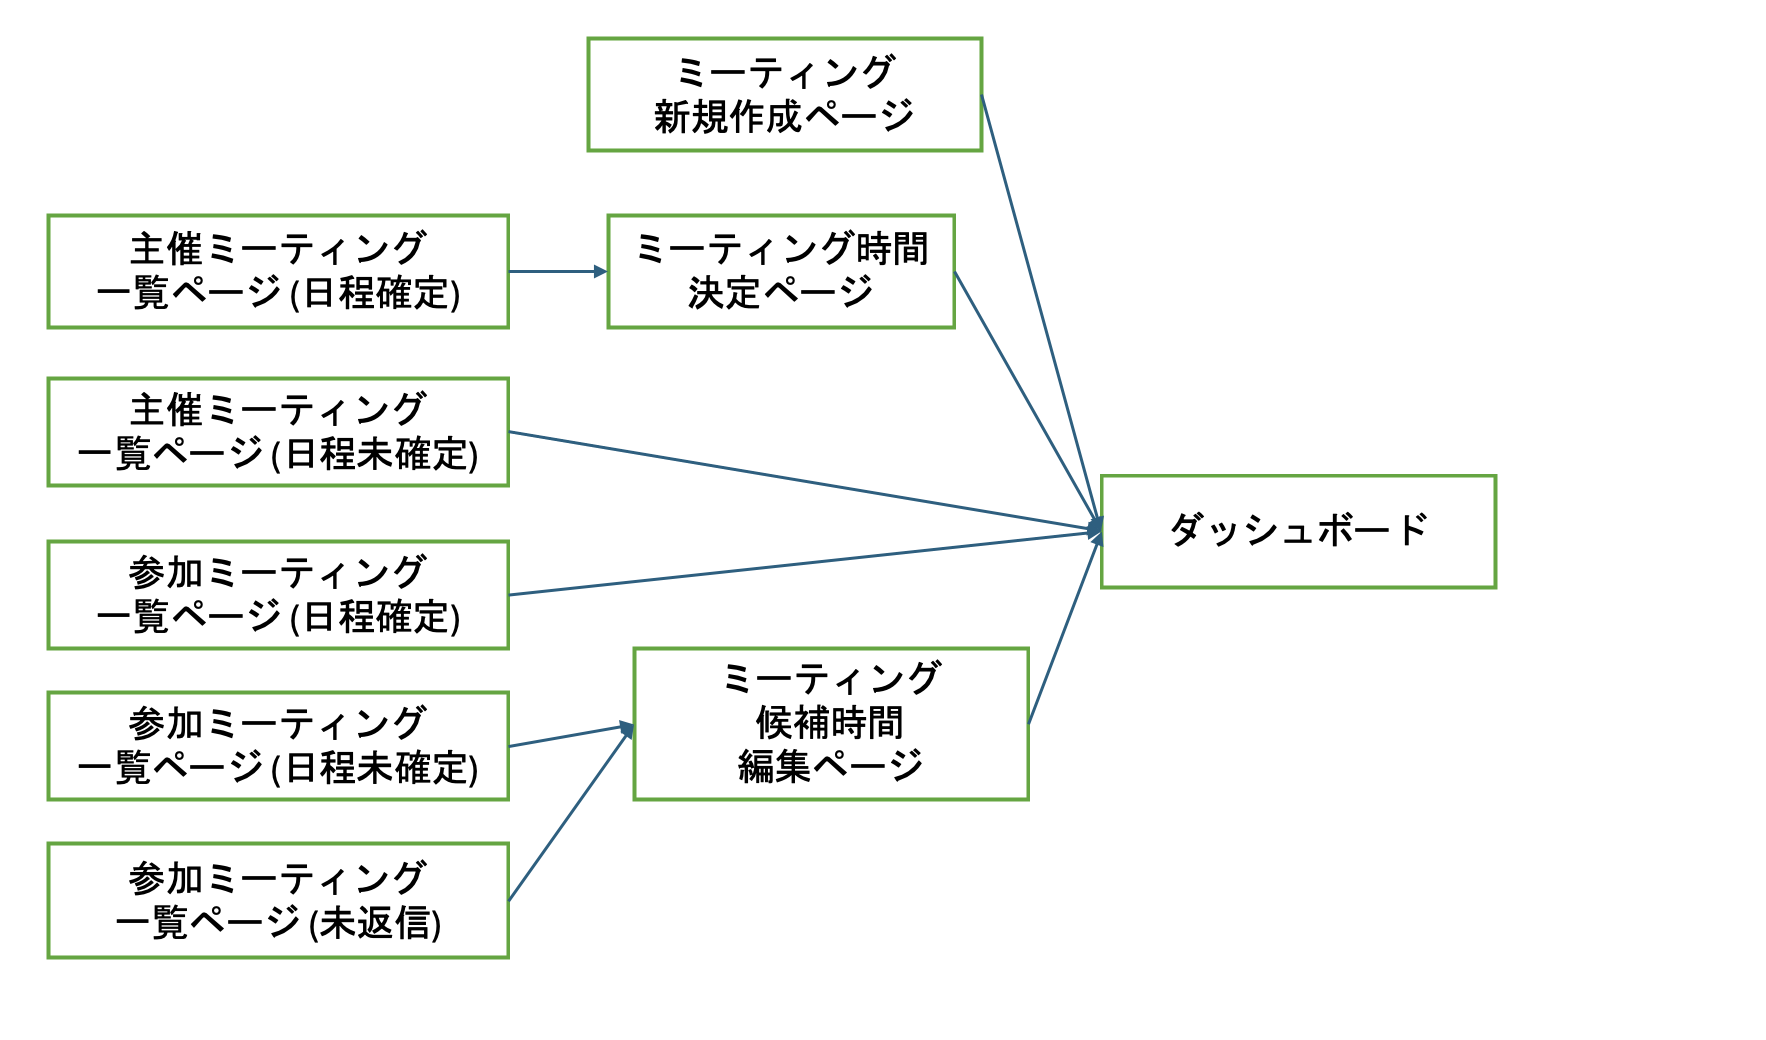 ミーティング
新規作成ページ
主催ミーティング
一覧ページ(日程確定)
ミーティング時間
決定ページ
主催ミーティング
一覧ページ(日程未確定)
ダッシュボード
参加ミーティング
一覧ページ(日程確定)
ミーティング
候補時間
編集ページ
参加ミーティング
一覧ページ(日程未確定)
参加ミーティング
一覧ページ(未返信)